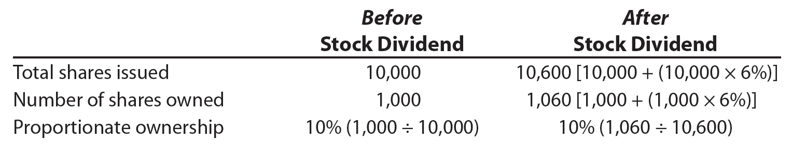 Before After
Stock Dividend Stock Dividend
Total shares issued 10,000 10,600 [10,000 + (10,000 × 6%)]
Number of shares owned 1,000 1,060 [1,000 + (1,000 × 6%)]
Proportionate ownership 10% (1,000 ÷ 10,000) 10% (1,060 ÷ 10,600)